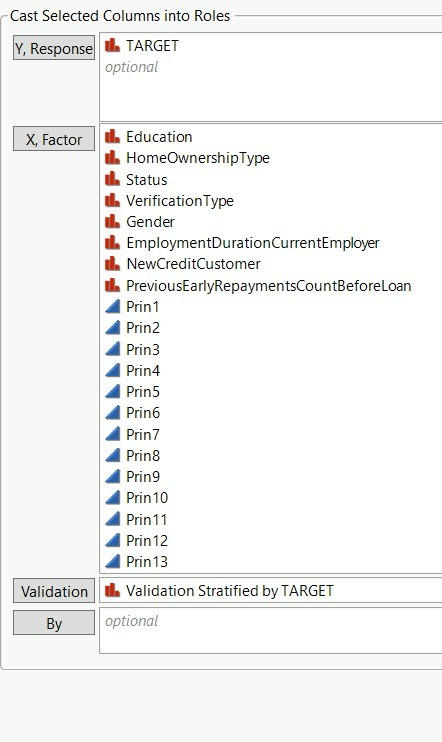 Cast Selected Columns into Roles
Y, Response
TARGET
optional
X, Factor
Education
HomeOwnershipType
Status
VerificationType
Gender
EmploymentDurationCurrentEmployer
NewCreditCustomer
PreviousEarlyRepaymentsCountBeforeLoan
Prin1
Prin2
Prin3
Prin4
Prin5
Prin6
Prin7
Prin8
Prin9
Prin10
Prin11
Prin12
Prin13
Validation
Validation Stratified by TARGET
By
optional